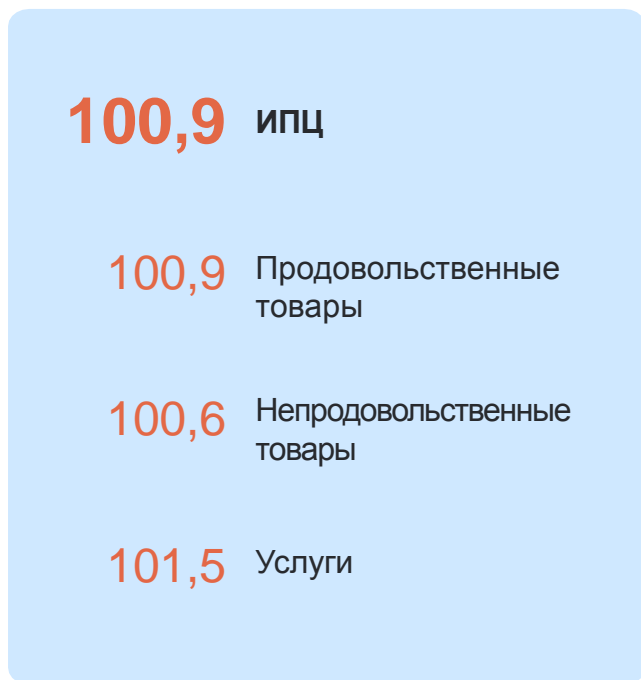 100,9 ИПЦ
100,9 Продовольственные
товары
100,6 Непродовольственные
товары
101,5 Услуги